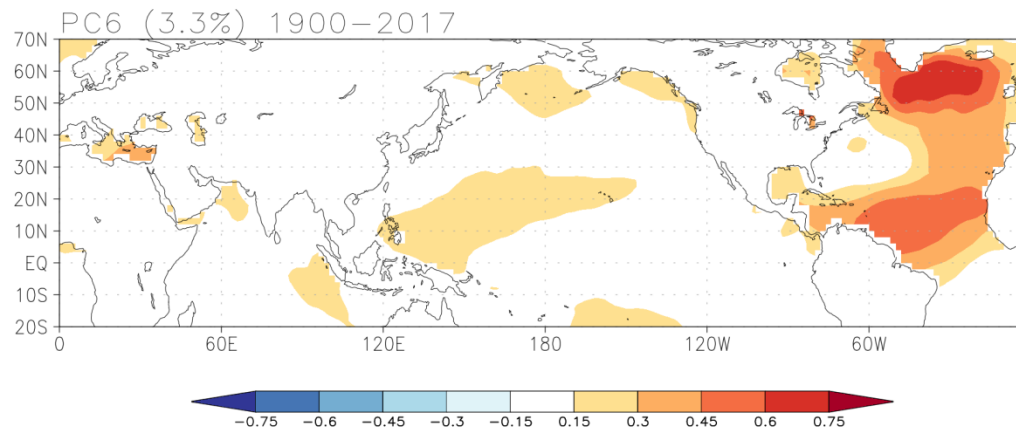 PC6 (3.3%) 1900-2017
70N
60N
50N
40N
30N
20N
10N
EQ
10S
20S
0 60E 120E 180 120W 60W
-0.75 -0.6 -0.45 -0.3 -0.15 0.15 0.3 0.45 0.6 0.75